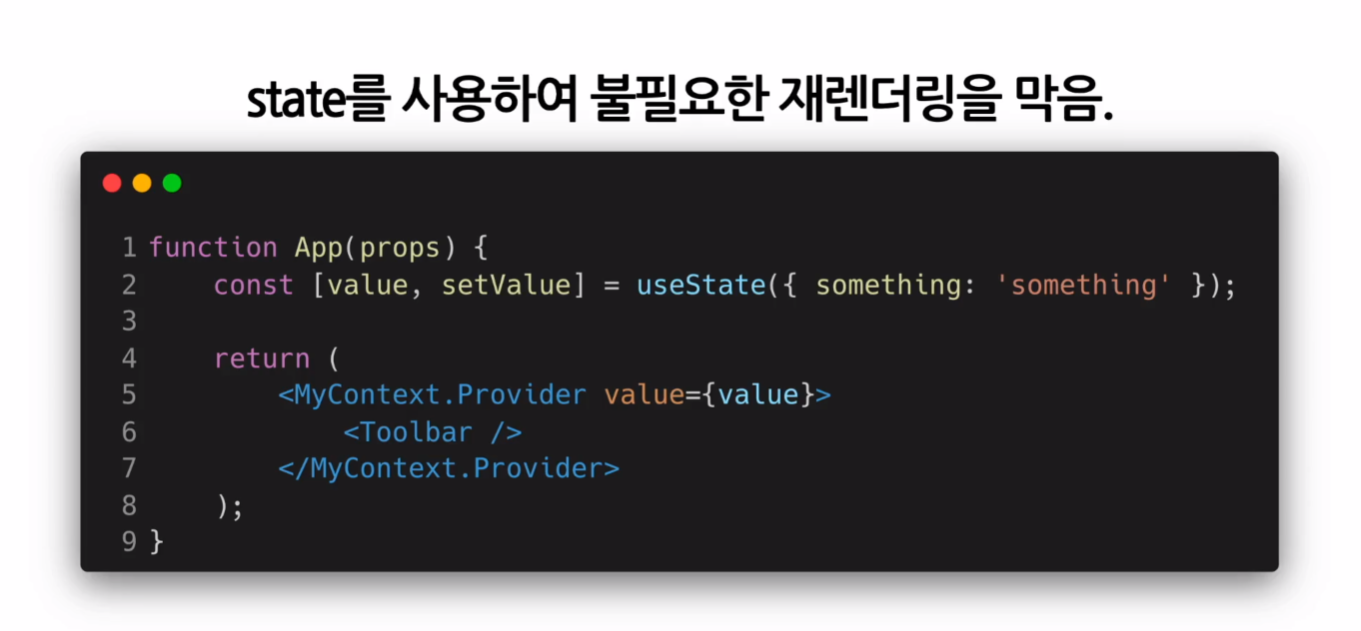 state를 사용하여 불필요한 재렌더링을 막음.
1 function App(props) {
2     const [value, setValue] = useState({ something: 'something' });
3
4     return (
5         <MyContext.Provider value={value}>
6             <Toolbar />
7         </MyContext.Provider>
8     );
9 }